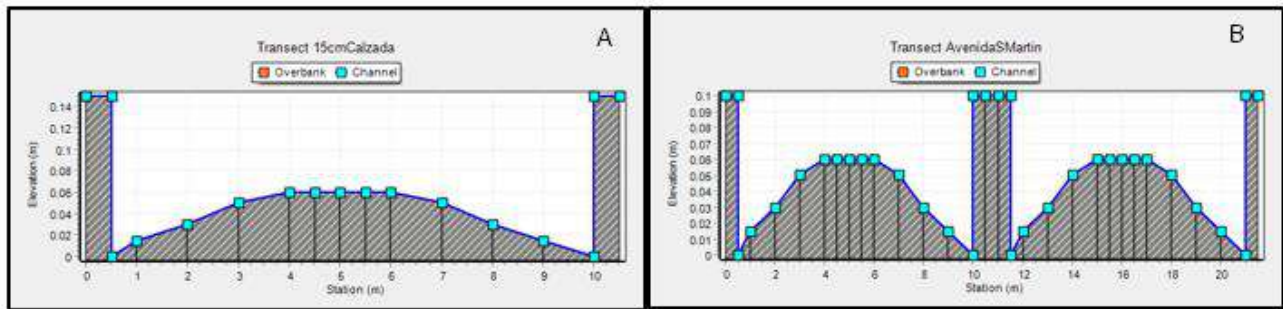 A
Transect 15cmCalzada
Overbank Channel
Elevation (m)
0.14
0.12
0.1
0.08
0.06
0.04
0.02
0
0 1 2 3 4 5 6 7 8 9 10
Station (m)
B
Transect AvenidaSMartin
Overbank Channel
Elevation (m)
0.1
0.09
0.08
0.07
0.06
0.05
0.04
0.03
0.02
0.01
0
0 2 4 6 8 10 12 14 16 18 20
Station (m)